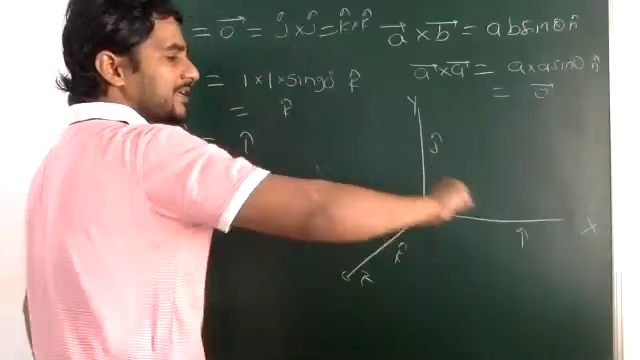 = 0⃗ = ĵ × ĵ = k̂ × k̂
a⃗ × b⃗ = ab sinθ n̂
= 1×1×sin90° k̂
= k̂
a⃗ × a⃗ = a×a sin0 n̂
= 0⃗
= î
Y
ĵ
X
î
k̂